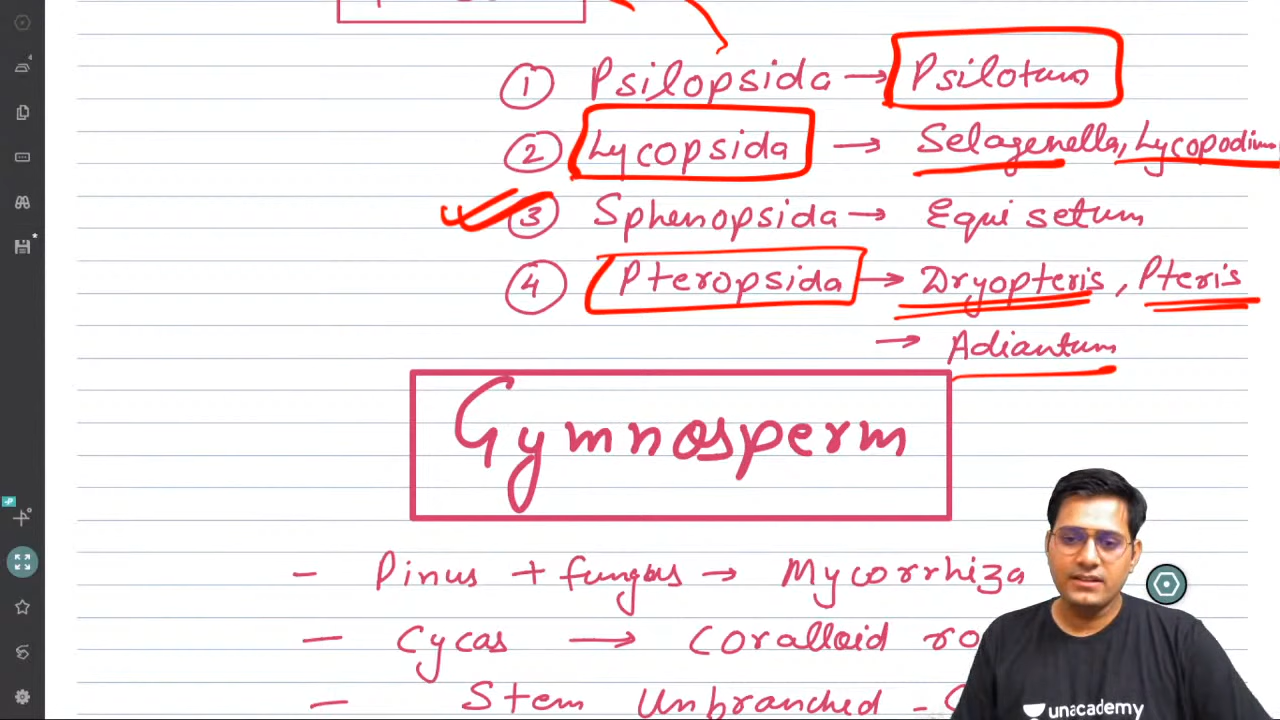 ① Psilopsida → Psilotum
② Lycopsida → Selagenella, Lycopodium
③ Sphenopsida → Equisetum
④ Pteropsida → Dryopteris, Pteris
→ Adiantum
Gymnosperm
- Pinus + fungus → Mycorrhiza
- Cycas → Coralloid ro
- Stem Unbranched - C
unacademy